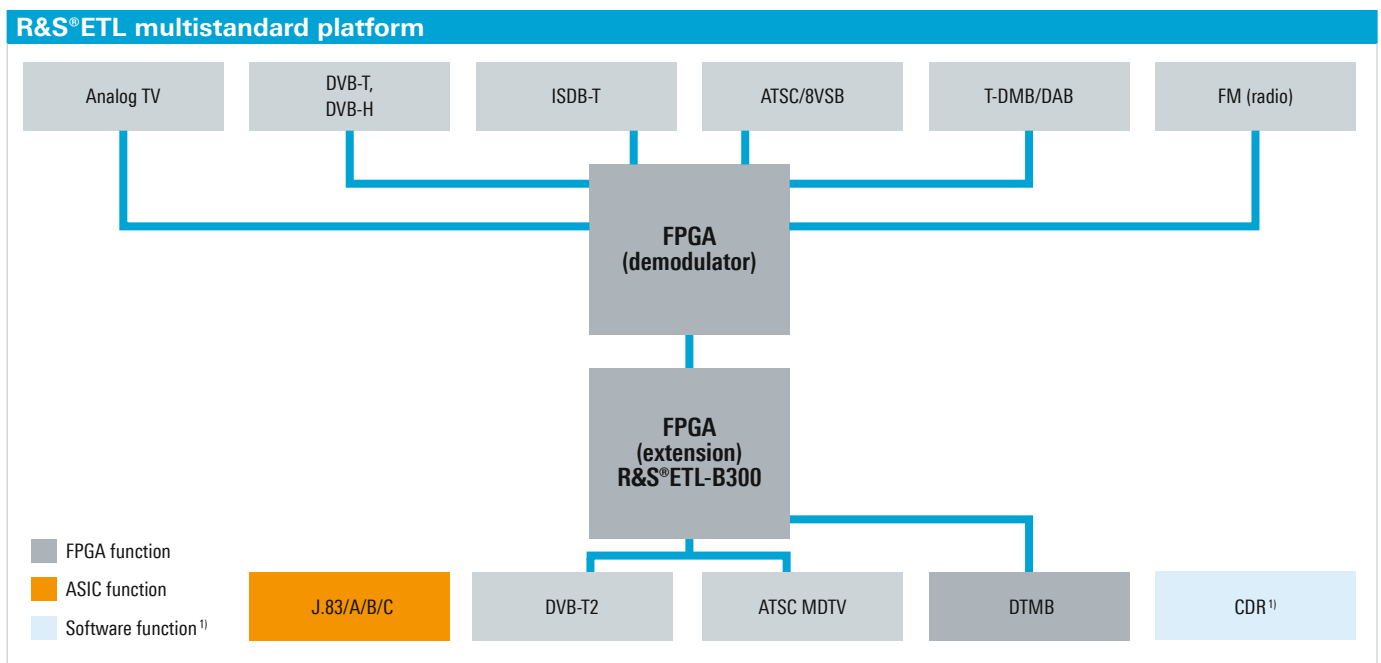 R&S®ETL multistandard platform
Analog TV
DVB-T,
DVB-H
ISDB-T
ATSC/8VSB
T-DMB/DAB
FM (radio)
FPGA
(demodulator)
FPGA
(extension)
R&S®ETL-B300
FPGA function
ASIC function
Software function 1)
J.83/A/B/C
DVB-T2
ATSC MDTV
DTMB
CDR 1)